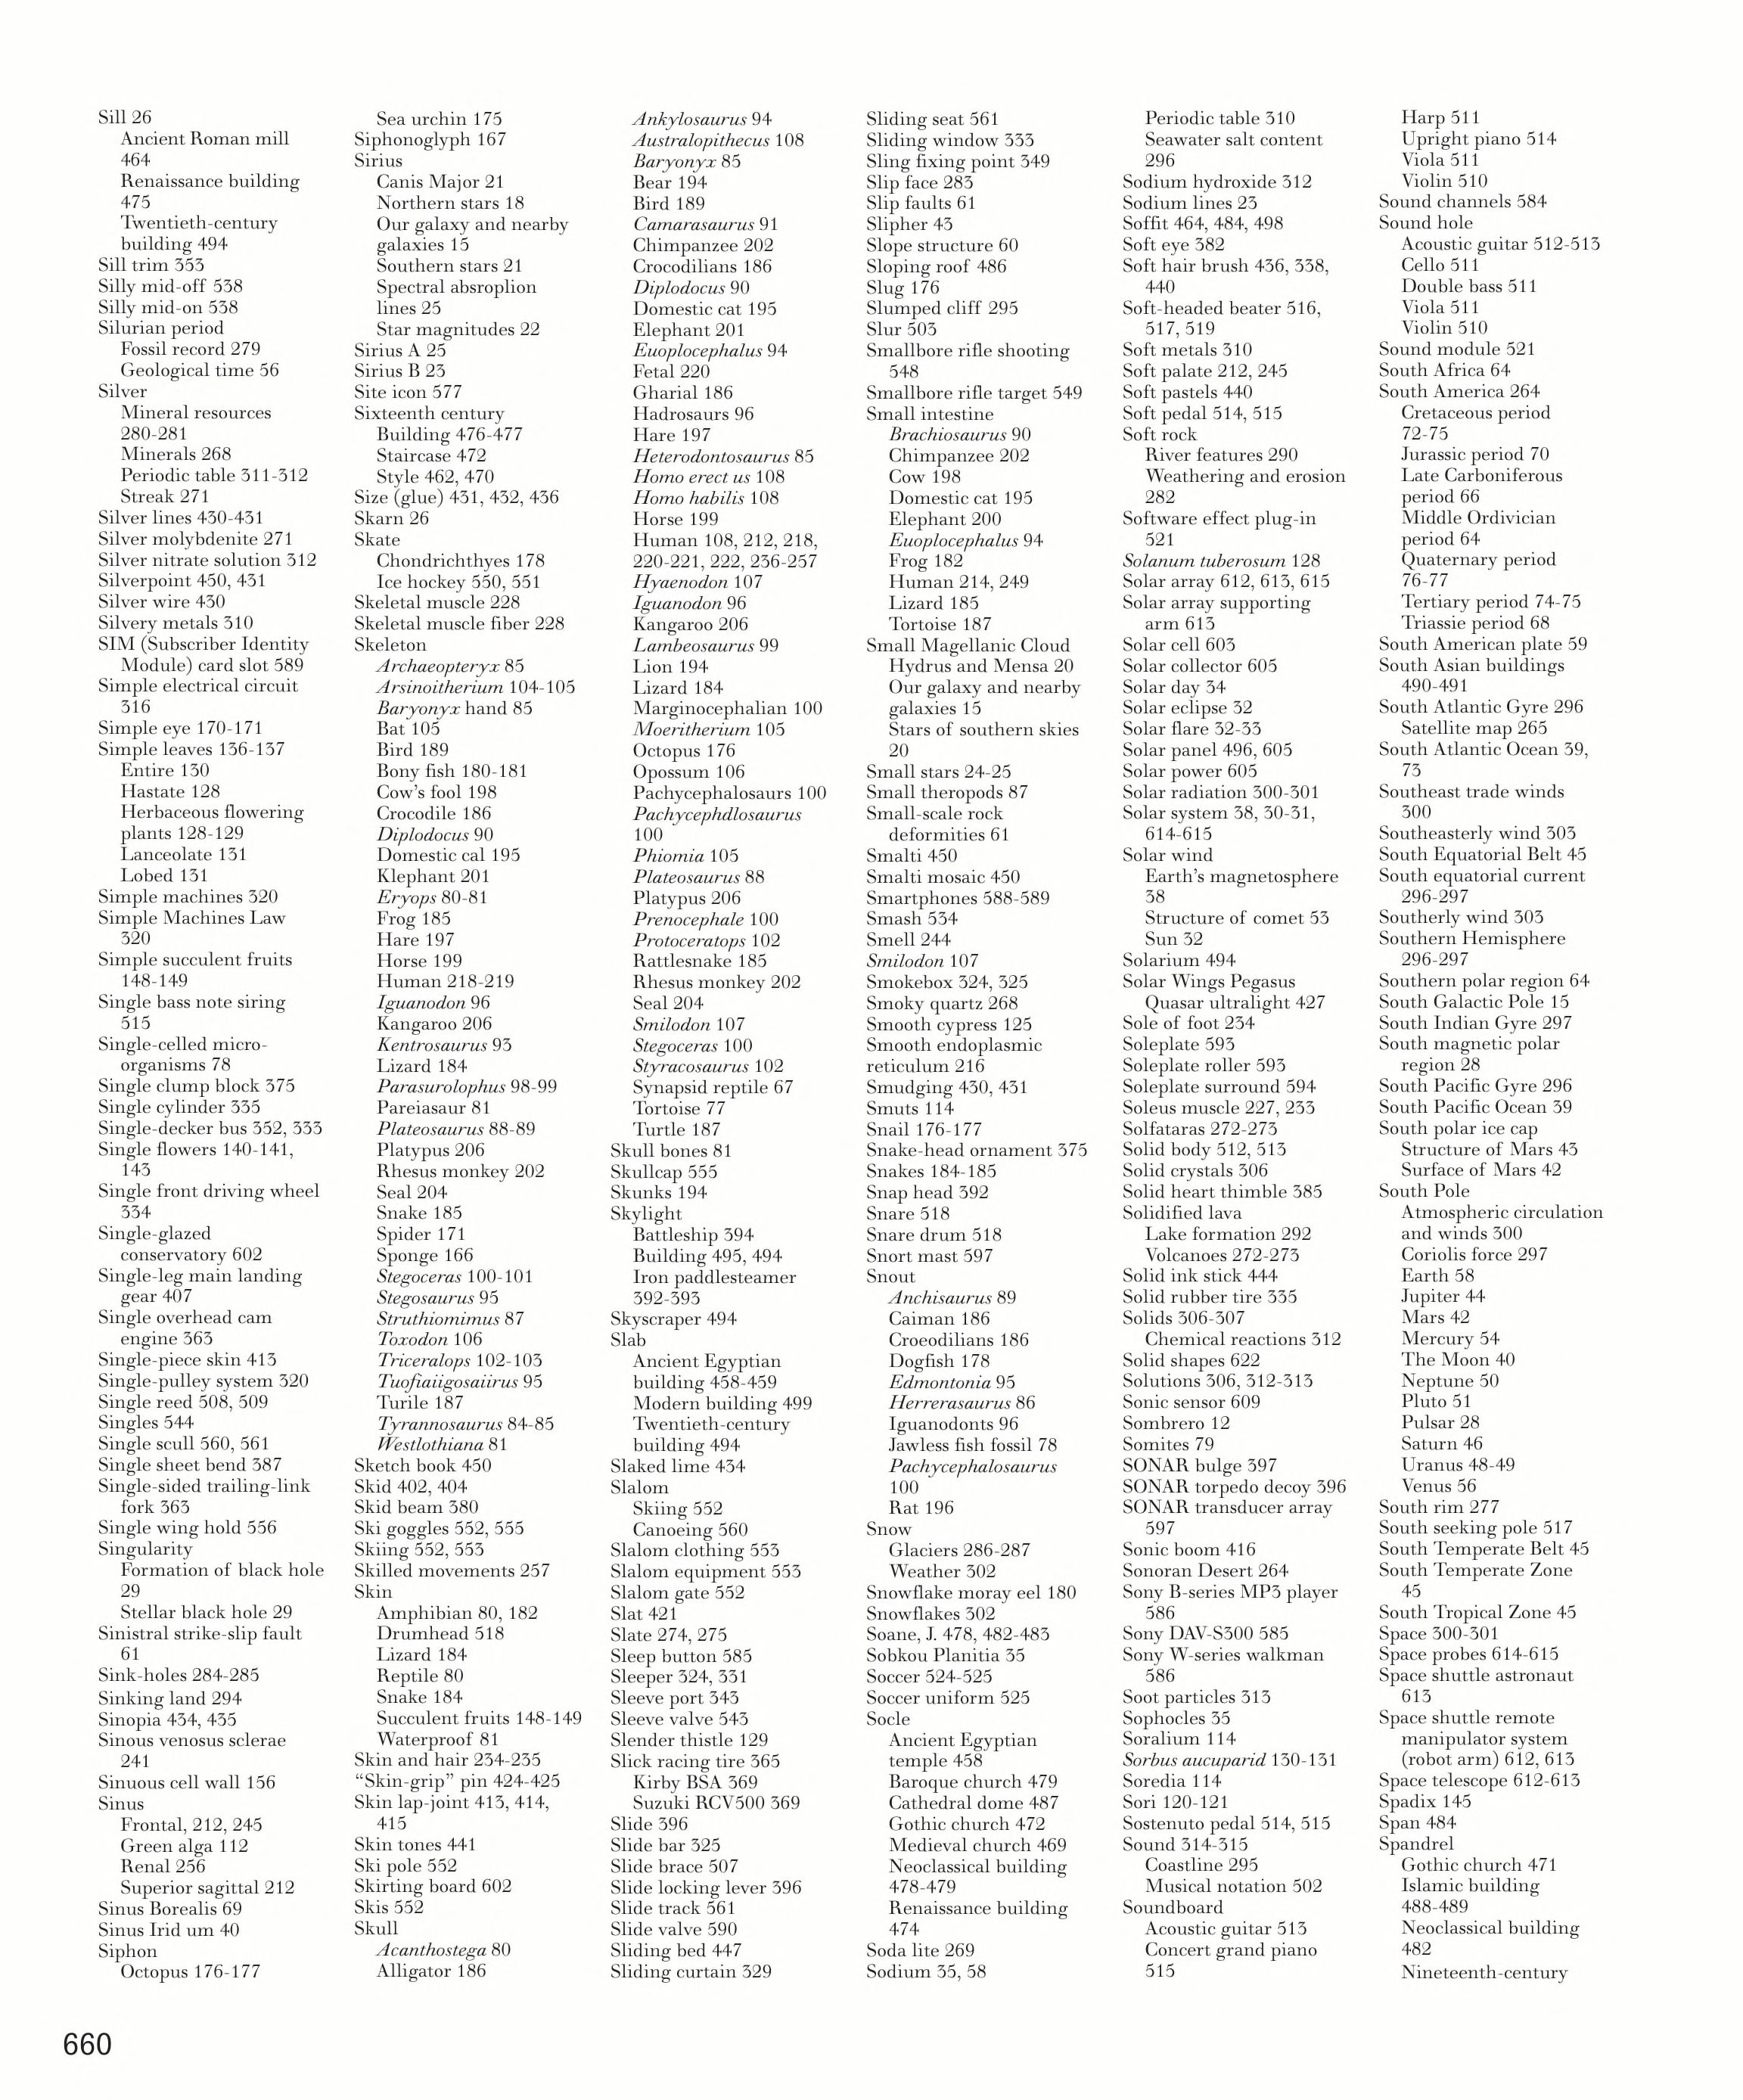 Sill 26
Ancient Roman mill
464
Renaissance building
475
Twentieth-century
building 494
Sill trim 353
Silly mid-off 538
Silly mid-on 538
Silurian period
Fossil record 279
Geological time 56
Silver
Mineral resources
280-281
Minerals 268
Periodic table 311-312
Streak 271
Silver lines 430-431
Silver molybdenite 271
Silver nitrate solution 312
Silverpoint 430, 431
Silver wire 430
Silvery metals 310
SIM (Subscriber Identity
Module) card slot 589
Simple electrical circuit
316
Simple eye 170-171
Simple leaves 136-137
Entire 130
Hastate 128
Herbaceous flowering
plants 128-129
Lanceolate 131
Lobed 131
Simple machines 320
Simple Machines Law
320
Simple succulent fruits
148-149
Single bass note siring
515
Single-celled micro-
organisms 78
Single clump block 375
Single cylinder 335
Single-decker bus 352, 333
Single flowers 140-141,
143
Single front driving wheel
334
Single-glazed
conservatory 602
Single-leg main landing
gear 407
Single overhead cam
engine 363
Single-piece skin 413
Single-pulley system 320
Single reed 508, 509
Singles 544
Single scull 560, 561
Single sheet bend 387
Single-sided trailing-link
fork 363
Single wing hold 556
Singularity
Formation of black hole
29
Stellar black hole 29
Sinistral strike-slip fault
61
Sink-holes 284-285
Sinking land 294
Sinopia 434, 435
Sinous venosus sclerae
241
Sinuous cell wall 156
Sinus
Frontal, 212, 245
Green alga 112
Renal 256
Superior sagittal 212
Sinus Borealis 69
Sinus Irid um 40
Siphon
Octopus 176-177
Sea urchin 175
Siphonoglyph 167
Sirius
Canis Major 21
Northern stars 18
Our galaxy and nearby
galaxies 15
Southern stars 21
Spectral absroplion
lines 25
Star magnitudes 22
Sirius A 25
Sirius B 23
Site icon 577
Sixteenth century
Building 476-477
Staircase 472
Style 462, 470
Size (glue) 431, 432, 436
Skarn 26
Skate
Chondrichthyes 178
Ice hockey 550, 551
Skeletal muscle 228
Skeletal muscle fiber 228
Skeleton
Archaeopteryx 85
Arsinoitherium 104-105
Baryonyx hand 85
Bat 105
Bird 189
Bony fish 180-181
Cow's fool 198
Crocodile 186
Diplodocus 90
Domestic cal 195
Klephant 201
Eryops 80-81
Frog 185
Hare 197
Horse 199
Human 218-219
Iguanodon 96
Kangaroo 206
Kentrosaurus 93
Lizard 184
Parasurolophus 98-99
Pareiasaur 81
Plateosaurus 88-89
Platypus 206
Rhesus monkey 202
Seal 204
Snake 185
Spider 171
Sponge 166
Stegoceras 100-101
Stegosaurus 95
Struthiomimus 87
Toxodon 106
Triceralops 102-103
Tuofiaiigosaiirus 95
Turile 187
Tyrannosaurus 84-85
Westlothiana 81
Sketch book 450
Skid 402, 404
Skid beam 380
Ski goggles 552, 555
Skiing 552, 553
Skilled movements 257
Skin
Amphibian 80, 182
Drumhead 518
Lizard 184
Reptile 80
Snake 184
Succulent fruits 148-149
Waterproof 81
Skin and hair 234-235
“Skin-grip” pin 424-425
Skin lap-joint 413, 414,
415
Skin tones 441
Ski pole 552
Skirting board 602
Skis 552
Skull
Acanthostega 80
Alligator 186
Ankylosaurus 94
Australopithecus 108
Baryonyx 85
Bear 194
Bird 189
Camarasaurus 91
Chimpanzee 202
Crocodilians 186
Diplodocus 90
Domestic cat 195
Elephant 201
Euoplocephalus 94
Fetal 220
Gharial 186
Hadrosaurs 96
Hare 197
Heterodontosaurus 85
Homo erect us 108
Homo habilis 108
Horse 199
Human 108, 212, 218,
220-221, 222, 236-257
Hyaenodon 107
Iguanodon 96
Kangaroo 206
Lambeosaurus 99
Lion 194
Lizard 184
Marginocephalian 100
Moeritherium 105
Octopus 176
Opossum 106
Pachycephalosaurs 100
Pachycephdlosaurus
100
Phiomia 105
Plateosaurus 88
Platypus 206
Prenocephale 100
Protoceratops 102
Rattlesnake 185
Rhesus monkey 202
Seal 204
Smilodon 107
Stegoceras 100
Styracosaurus 102
Synapsid reptile 67
Tortoise 77
Turtle 187
Skull bones 81
Skullcap 555
Skunks 194
Skylight
Battleship 394
Building 495, 494
Iron paddlesteamer
392-393
Skyscraper 494
Slab
Ancient Egyptian
building 458-459
Modern building 499
Twentieth-century
building 494
Slaked lime 434
Slalom
Skiing 552
Canoeing 560
Slalom clothing 553
Slalom equipment 553
Slalom gate 552
Slat 421
Slate 274, 275
Sleep button 585
Sleeper 324, 331
Sleeve port 343
Sleeve valve 543
Slender thistle 129
Slick racing tire 365
Kirby BSA 369
Suzuki RCV500 369
Slide 396
Slide bar 325
Slide brace 507
Slide locking lever 396
Slide track 561
Slide valve 590
Sliding bed 447
Sliding curtain 329
Sliding seat 561
Sliding window 333
Sling fixing point 349
Slip face 283
Slip faults 61
Slipher 43
Slope structure 60
Sloping roof 486
Slug 176
Slumped cliff 295
Slur 503
Smallbore rifle shooting
548
Smallbore rifle target 549
Small intestine
Brachiosaurus 90
Chimpanzee 202
Cow 198
Domestic cat 195
Elephant 200
Euoplocephalus 94
Frog 182
Human 214, 249
Lizard 185
Tortoise 187
Small Magellanic Cloud
Hydrus and Mensa 20
Our galaxy and nearby
galaxies 15
Stars of southern skies
20
Small stars 24-25
Small theropods 87
Small-scale rock
deformities 61
Smalti 450
Smalti mosaic 450
Smartphones 588-589
Smash 534
Smell 244
Smilodon 107
Smokebox 324, 325
Smoky quartz 268
Smooth cypress 125
Smooth endoplasmic
reticulum 216
Smudging 430, 431
Smuts 114
Snail 176-177
Snake-head ornament 375
Snakes 184-185
Snap head 392
Snare 518
Snare drum 518
Snort mast 597
Snout
Anchisaurus 89
Caiman 186
Croeodilians 186
Dogfish 178
Edmontonia 95
Herrerasaurus 86
Iguanodonts 96
Jawless fish fossil 78
Pachycephalosaurus
100
Rat 196
Snow
Glaciers 286-287
Weather 302
Snowflake moray eel 180
Snowflakes 302
Soane, J. 478, 482-483
Sobkou Planitia 35
Soccer 524-525
Soccer uniform 525
Socle
Ancient Egyptian
temple 458
Baroque church 479
Cathedral dome 487
Gothic church 472
Medieval church 469
Neoclassical building
478-479
Renaissance building
474
Soda lite 269
Sodium 35, 58
Periodic table 310
Seawater salt content
296
Sodium hydroxide 312
Sodium lines 23
Soffit 464, 484, 498
Soft eye 382
Soft hair brush 436, 338,
440
Soft-headed beater 516,
517, 519
Soft metals 310
Soft palate 212, 245
Soft pastels 440
Soft pedal 514, 515
Soft rock
River features 290
Weathering and erosion
282
Software effect plug-in
521
Solanum tuberosum 128
Solar array 612, 613, 615
Solar array supporting
arm 613
Solar cell 603
Solar collector 605
Solar day 34
Solar eclipse 32
Solar flare 32-33
Solar panel 496, 605
Solar power 605
Solar radiation 300-301
Solar system 38, 30-31,
614-615
Solar wind
Earth's magnetosphere
38
Structure of comet 53
Sun 32
Solarium 494
Solar Wings Pegasus
Quasar ultralight 427
Sole of foot 234
Soleplate 593
Soleplate roller 593
Soleplate surround 594
Soleus muscle 227, 233
Solfataras 272-273
Solid body 512, 513
Solid crystals 306
Solid heart thimble 385
Solidified lava
Lake formation 292
Volcanoes 272-273
Solid ink stick 444
Solid rubber tire 335
Solids 306-307
Chemical reactions 312
Solid shapes 622
Solutions 306, 312-313
Sonic sensor 609
Sombrero 12
Somites 79
SONAR bulge 397
SONAR torpedo decoy 396
SONAR transducer array
597
Sonic boom 416
Sonoran Desert 264
Sony B-series MP3 player
586
Sony DAV-S300 585
Sony W-series walkman
586
Soot particles 313
Sophocles 35
Soralium 114
Sorbus aucuparid 130-131
Soredia 114
Sori 120-121
Sostenuto pedal 514, 515
Sound 314-315
Coastline 295
Musical notation 502
Soundboard
Acoustic guitar 513
Concert grand piano
515
Harp 511
Upright piano 514
Viola 511
Violin 510
Sound channels 584
Sound hole
Acoustic guitar 512-513
Cello 511
Double bass 511
Viola 511
Violin 510
Sound module 521
South Africa 64
South America 264
Cretaceous period
72-75
Jurassic period 70
Late Carboniferous
period 66
Middle Ordivician
period 64
Quaternary period
76-77
Tertiary period 74-75
Triassie period 68
South American plate 59
South Asian buildings
490-491
South Atlantic Gyre 296
Satellite map 265
South Atlantic Ocean 39,
73
Southeast trade winds
300
Southeasterly wind 303
South Equatorial Belt 45
South equatorial current
296-297
Southerly wind 303
Southern Hemisphere
296-297
Southern polar region 64
South Galactic Pole 15
South Indian Gyre 297
South magnetic polar
region 28
South Pacific Gyre 296
South Pacific Ocean 39
South polar ice cap
Structure of Mars 43
Surface of Mars 42
South Pole
Atmospheric circulation
and winds 300
Coriolis force 297
Earth 58
Jupiter 44
Mars 42
Mercury 54
The Moon 40
Neptune 50
Pluto 51
Pulsar 28
Saturn 46
Uranus 48-49
Venus 56
South rim 277
South seeking pole 517
South Temperate Belt 45
South Temperate Zone
45
South Tropical Zone 45
Space 300-301
Space probes 614-615
Space shuttle astronaut
613
Space shuttle remote
manipulator system
(robot arm) 612, 613
Space telescope 612-613
Spadix 145
Span 484
Spandrel
Gothic church 471
Islamic building
488-489
Neoclassical building
482
Nineteenth-century
660